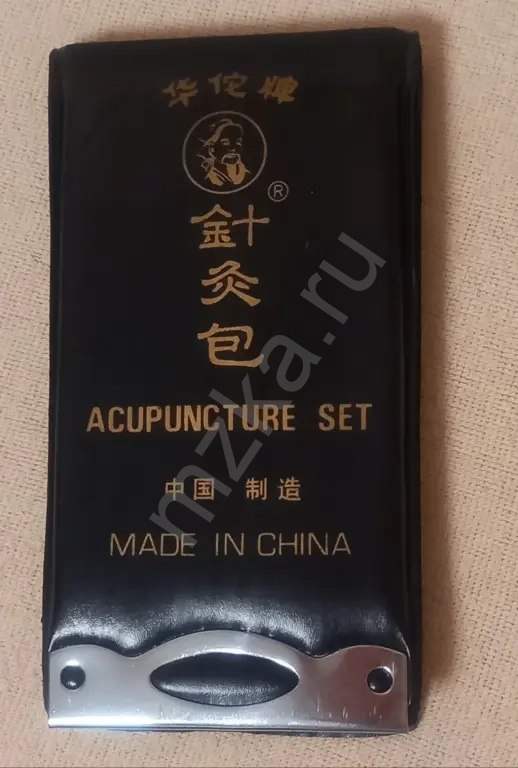 华佗牌
®
針
灸
包
ACUPUNCTURE SET
中国 制造
MADE IN CHINA
mzka.ru